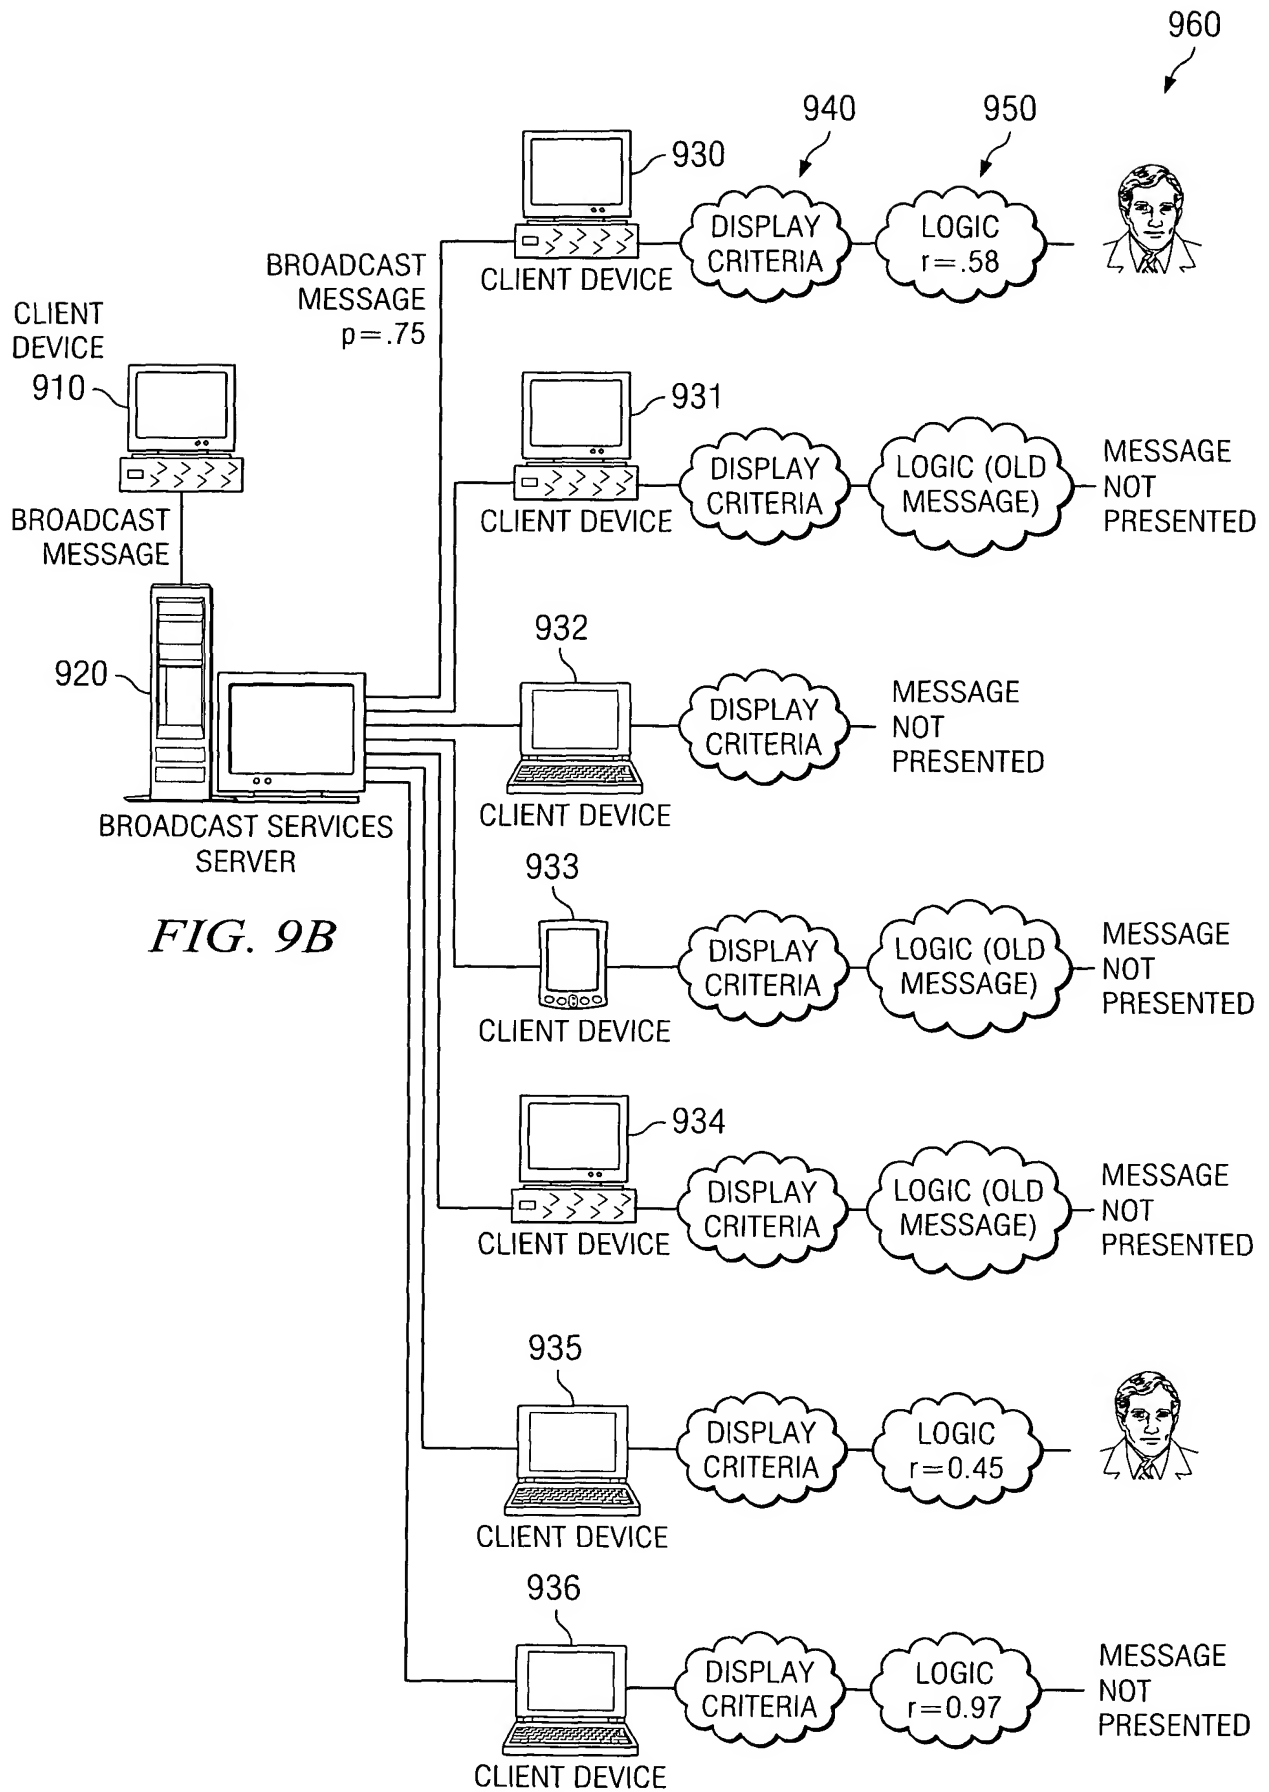 960
940
950
930
DISPLAY
CRITERIA
LOGIC
r=.58
CLIENT DEVICE
BROADCAST
MESSAGE
p=.75
CLIENT
DEVICE
910
BROADCAST
MESSAGE
931
DISPLAY
CRITERIA
LOGIC (OLD
MESSAGE)
MESSAGE
NOT
PRESENTED
CLIENT DEVICE
920
BROADCAST SERVICES
SERVER
932
DISPLAY
CRITERIA
MESSAGE
NOT
PRESENTED
CLIENT DEVICE
FIG. 9B
933
DISPLAY
CRITERIA
LOGIC (OLD
MESSAGE)
MESSAGE
NOT
PRESENTED
CLIENT DEVICE
934
DISPLAY
CRITERIA
LOGIC (OLD
MESSAGE)
MESSAGE
NOT
PRESENTED
CLIENT DEVICE
935
DISPLAY
CRITERIA
LOGIC
r=0.45
CLIENT DEVICE
936
DISPLAY
CRITERIA
LOGIC
r=0.97
MESSAGE
NOT
PRESENTED
CLIENT DEVICE